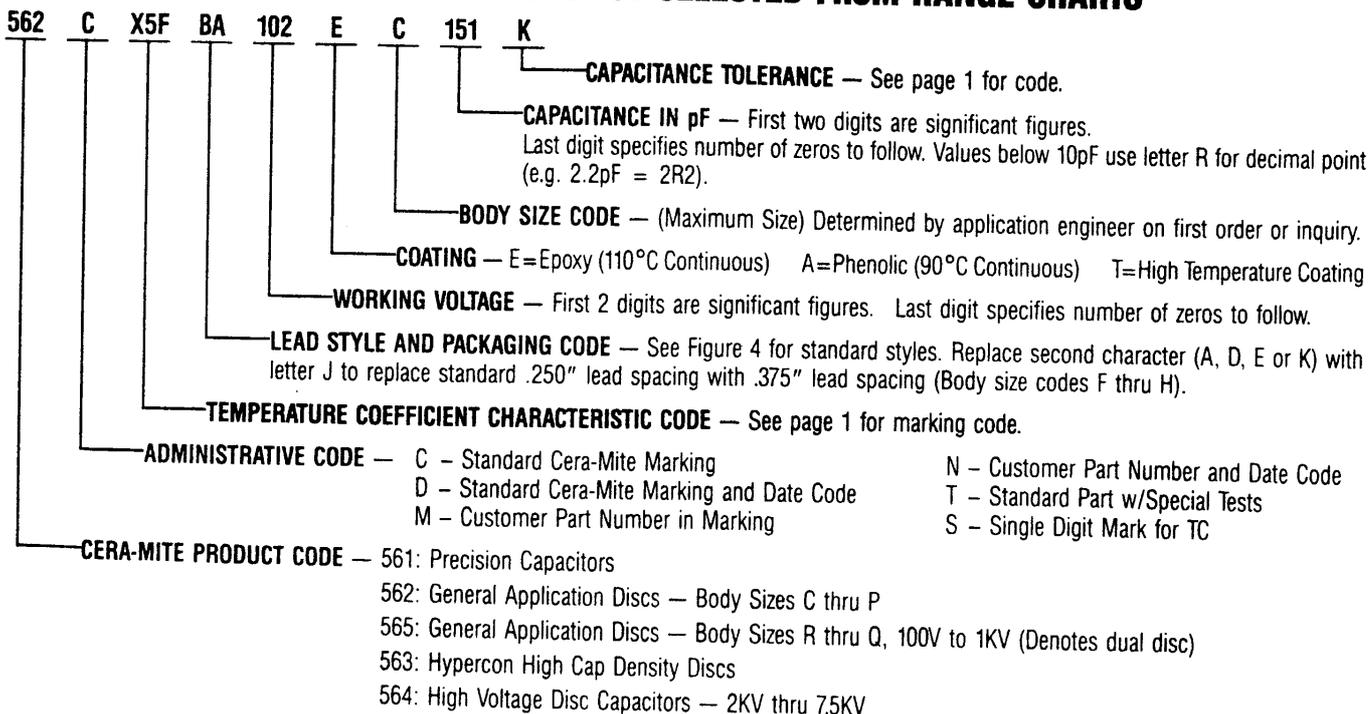 SELECTED FROM RANGE CHARTS
562 C X5F BA 102 E C 151 K
CAPACITANCE TOLERANCE — See page 1 for code.
CAPACITANCE IN pF — First two digits are significant figures.
Last digit specifies number of zeros to follow. Values below 10pF use letter R for decimal point
(e.g. 2.2pF = 2R2).
BODY SIZE CODE — (Maximum Size) Determined by application engineer on first order or inquiry.
COATING — E=Epoxy (110°C Continuous) A=Phenolic (90°C Continuous) T=High Temperature Coating
WORKING VOLTAGE — First 2 digits are significant figures. Last digit specifies number of zeros to follow.
LEAD STYLE AND PACKAGING CODE — See Figure 4 for standard styles. Replace second character (A, D, E or K) with
letter J to replace standard .250″ lead spacing with .375″ lead spacing (Body size codes F thru H).
TEMPERATURE COEFFICIENT CHARACTERISTIC CODE — See page 1 for marking code.
ADMINISTRATIVE CODE — C – Standard Cera-Mite Marking N – Customer Part Number and Date Code
D – Standard Cera-Mite Marking and Date Code T – Standard Part w/Special Tests
M – Customer Part Number in Marking S – Single Digit Mark for TC
CERA-MITE PRODUCT CODE — 561: Precision Capacitors
562: General Application Discs — Body Sizes C thru P
565: General Application Discs — Body Sizes R thru Q, 100V to 1KV (Denotes dual disc)
563: Hypercon High Cap Density Discs
564: High Voltage Disc Capacitors — 2KV thru 7.5KV